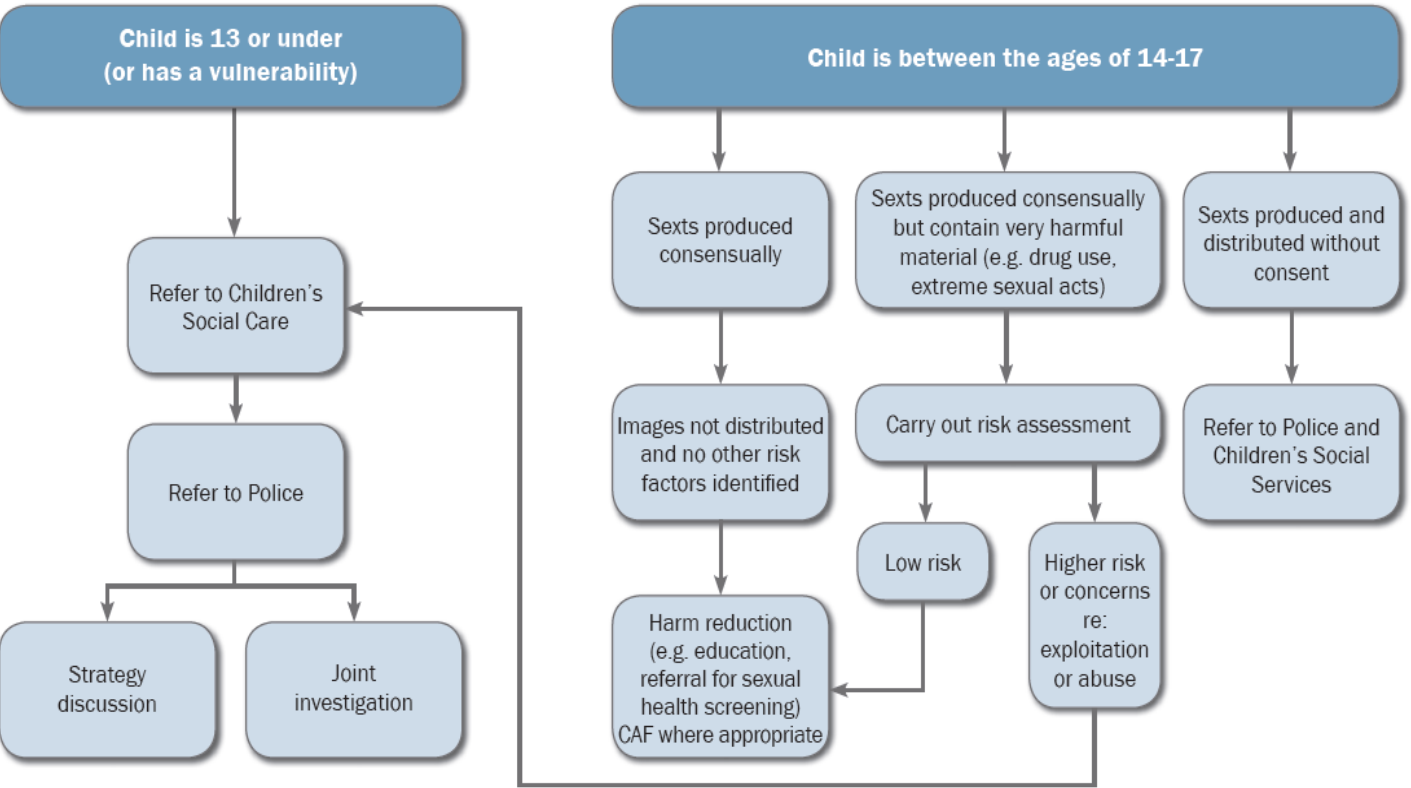 Child is 13 or under
(or has a vulnerability)
Child is between the ages of 14-17
Refer to Children's
Social Care
Refer to Police
Strategy
discussion
Joint
investigation
Sexts produced
consensually
Images not distributed
and no other risk
factors identified
Harm reduction
(e.g. education,
referral for sexual
health screening)
CAF where appropriate
Sexts produced consensually
but contain very harmful
material (e.g. drug use,
extreme sexual acts)
Carry out risk assessment
Low risk
Higher risk
or concerns
re:
exploitation
or abuse
Sexts produced and
distributed without
consent
Refer to Police and
Children's Social
Services